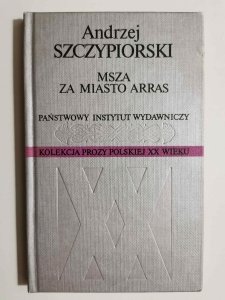 Andrzej
SZCZYPIORSKI
MSZA
ZA MIASTO ARRAS
PAŃSTWOWY INSTYTUT WYDAWNICZY
KOLEKCJA PROZY POLSKIEJ XX WIEKU
XX